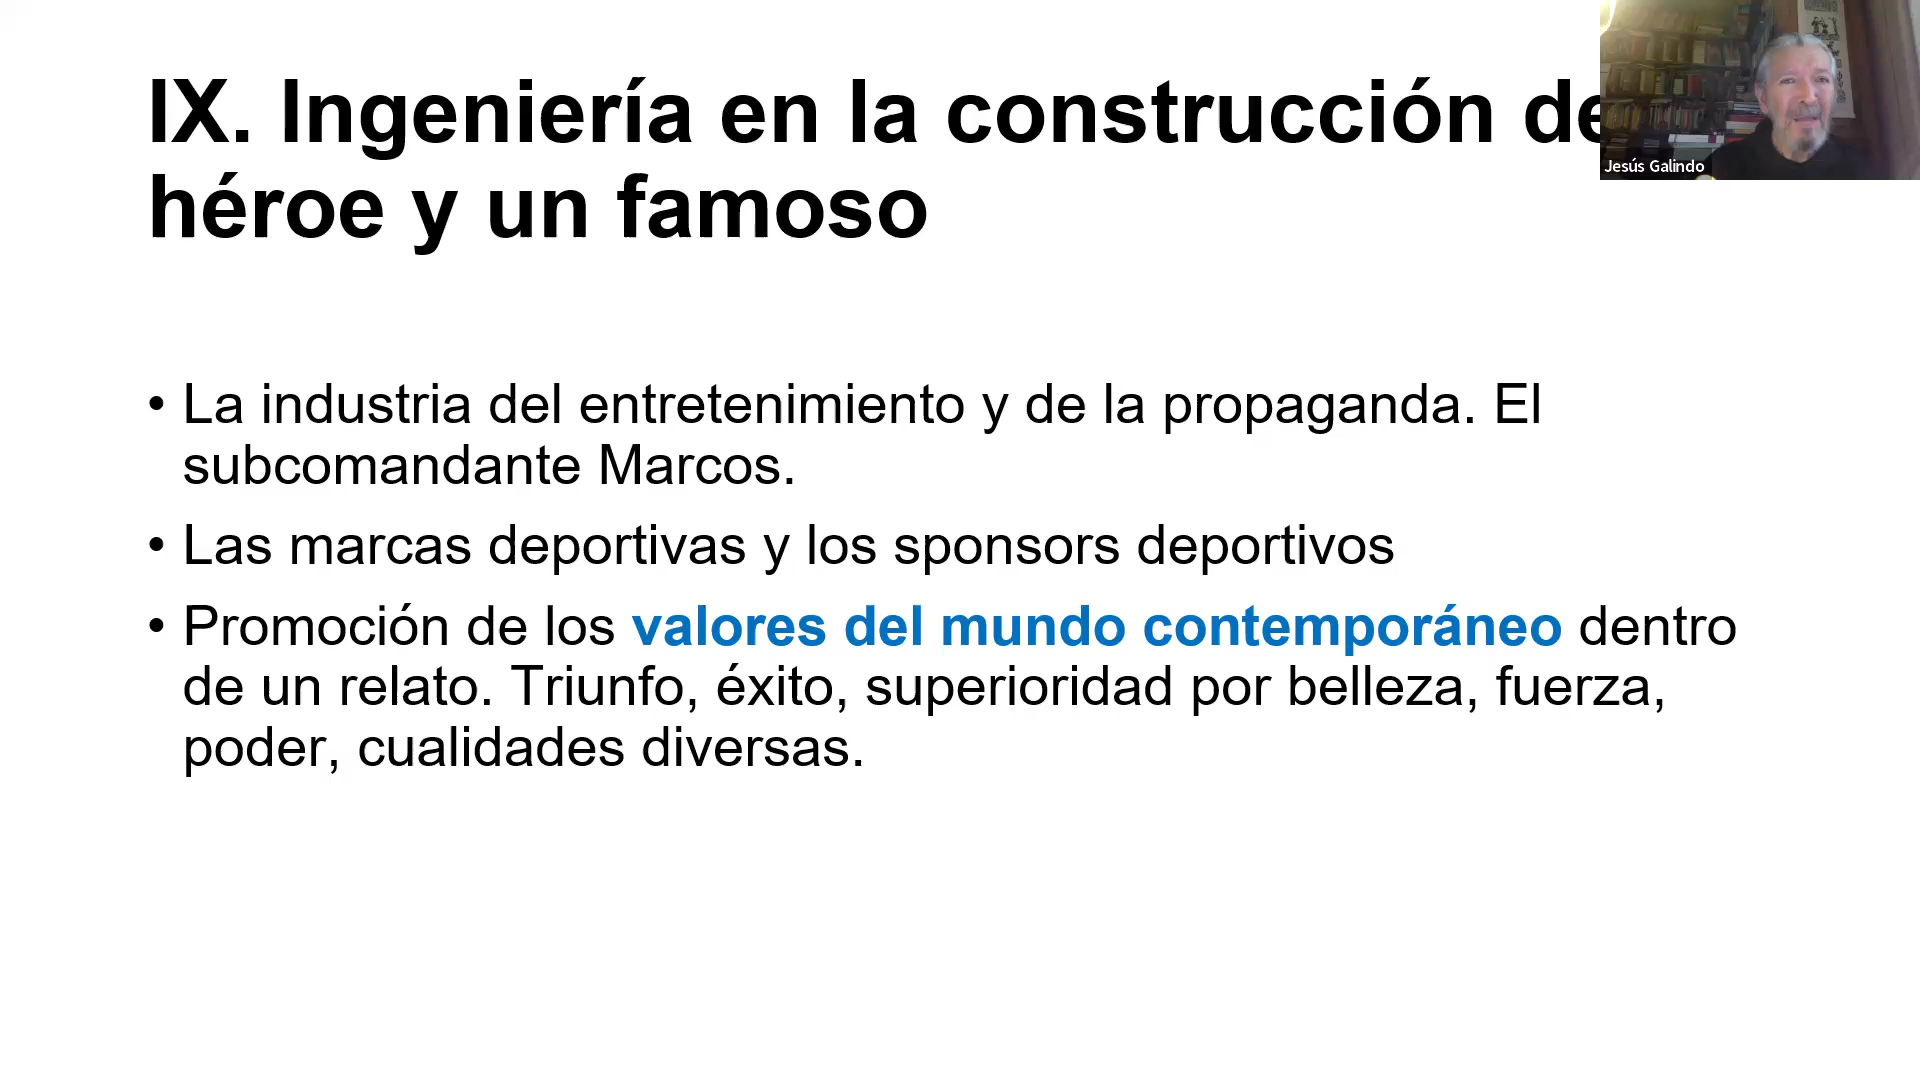 IX. Ingeniería en la construcción de
héroe y un famoso
• La industria del entretenimiento y de la propaganda. El
subcomandante Marcos.
• Las marcas deportivas y los sponsors deportivos
• Promoción de los valores del mundo contemporáneo dentro
de un relato. Triunfo, éxito, superioridad por belleza, fuerza,
poder, cualidades diversas.
Jesús Galindo